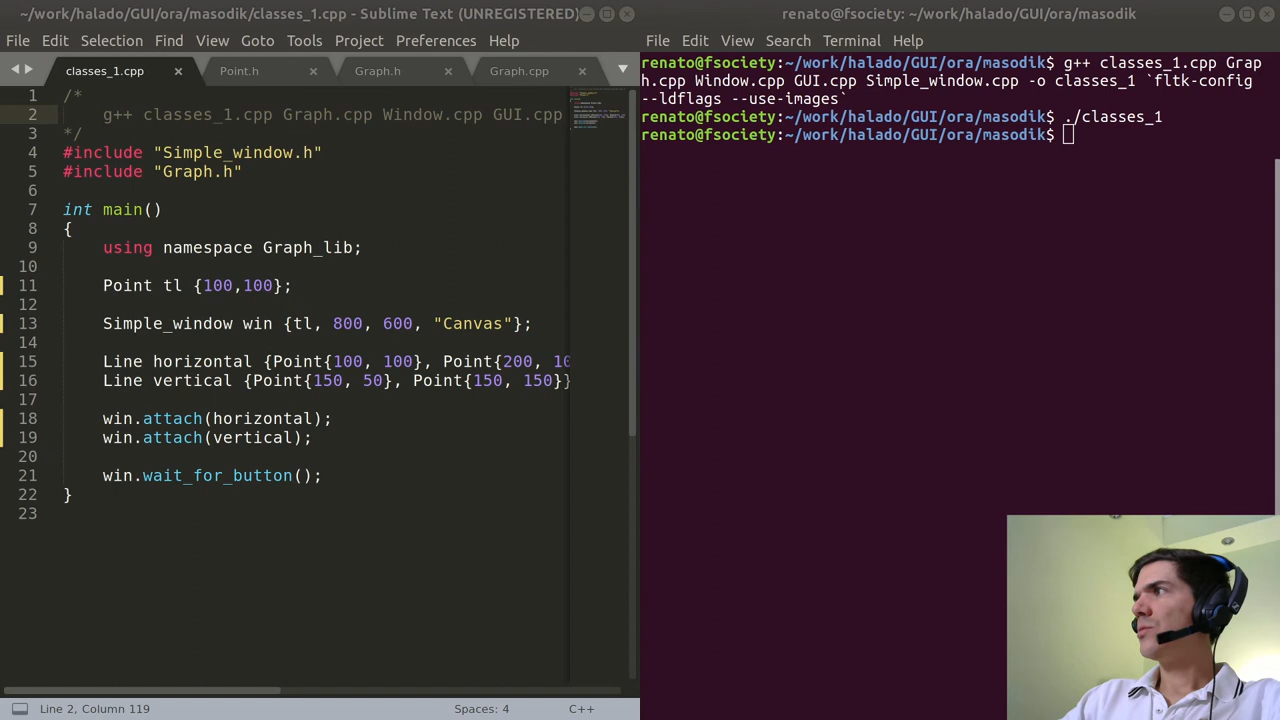 ~/work/halado/GUI/ora/masodik/classes_1.cpp - Sublime Text (UNREGISTERED)
File Edit Selection Find View Goto Tools Project Preferences Help
classes_1.cpp Point.h Graph.h Graph.cpp
1 /*
2 g++ classes_1.cpp Graph.cpp Window.cpp GUI.cpp
3 */
4 #include "Simple_window.h"
5 #include "Graph.h"
6
7 int main()
8 {
9 using namespace Graph_lib;
10
11 Point tl {100,100};
12
13 Simple_window win {tl, 800, 600, "Canvas"};
14
15 Line horizontal {Point{100, 100}, Point{200, 10
16 Line vertical {Point{150, 50}, Point{150, 150}}
17
18 win.attach(horizontal);
19 win.attach(vertical);
20
21 win.wait_for_button();
22 }
23
Line 2, Column 119 Spaces: 4 C++
renato@fsociety: ~/work/halado/GUI/ora/masodik
File Edit View Search Terminal Help
renato@fsociety:~/work/halado/GUI/ora/masodik$ g++ classes_1.cpp Grap
h.cpp Window.cpp GUI.cpp Simple_window.cpp -o classes_1 `fltk-config
--ldflags --use-images`
renato@fsociety:~/work/halado/GUI/ora/masodik$ ./classes_1
renato@fsociety:~/work/halado/GUI/ora/masodik$